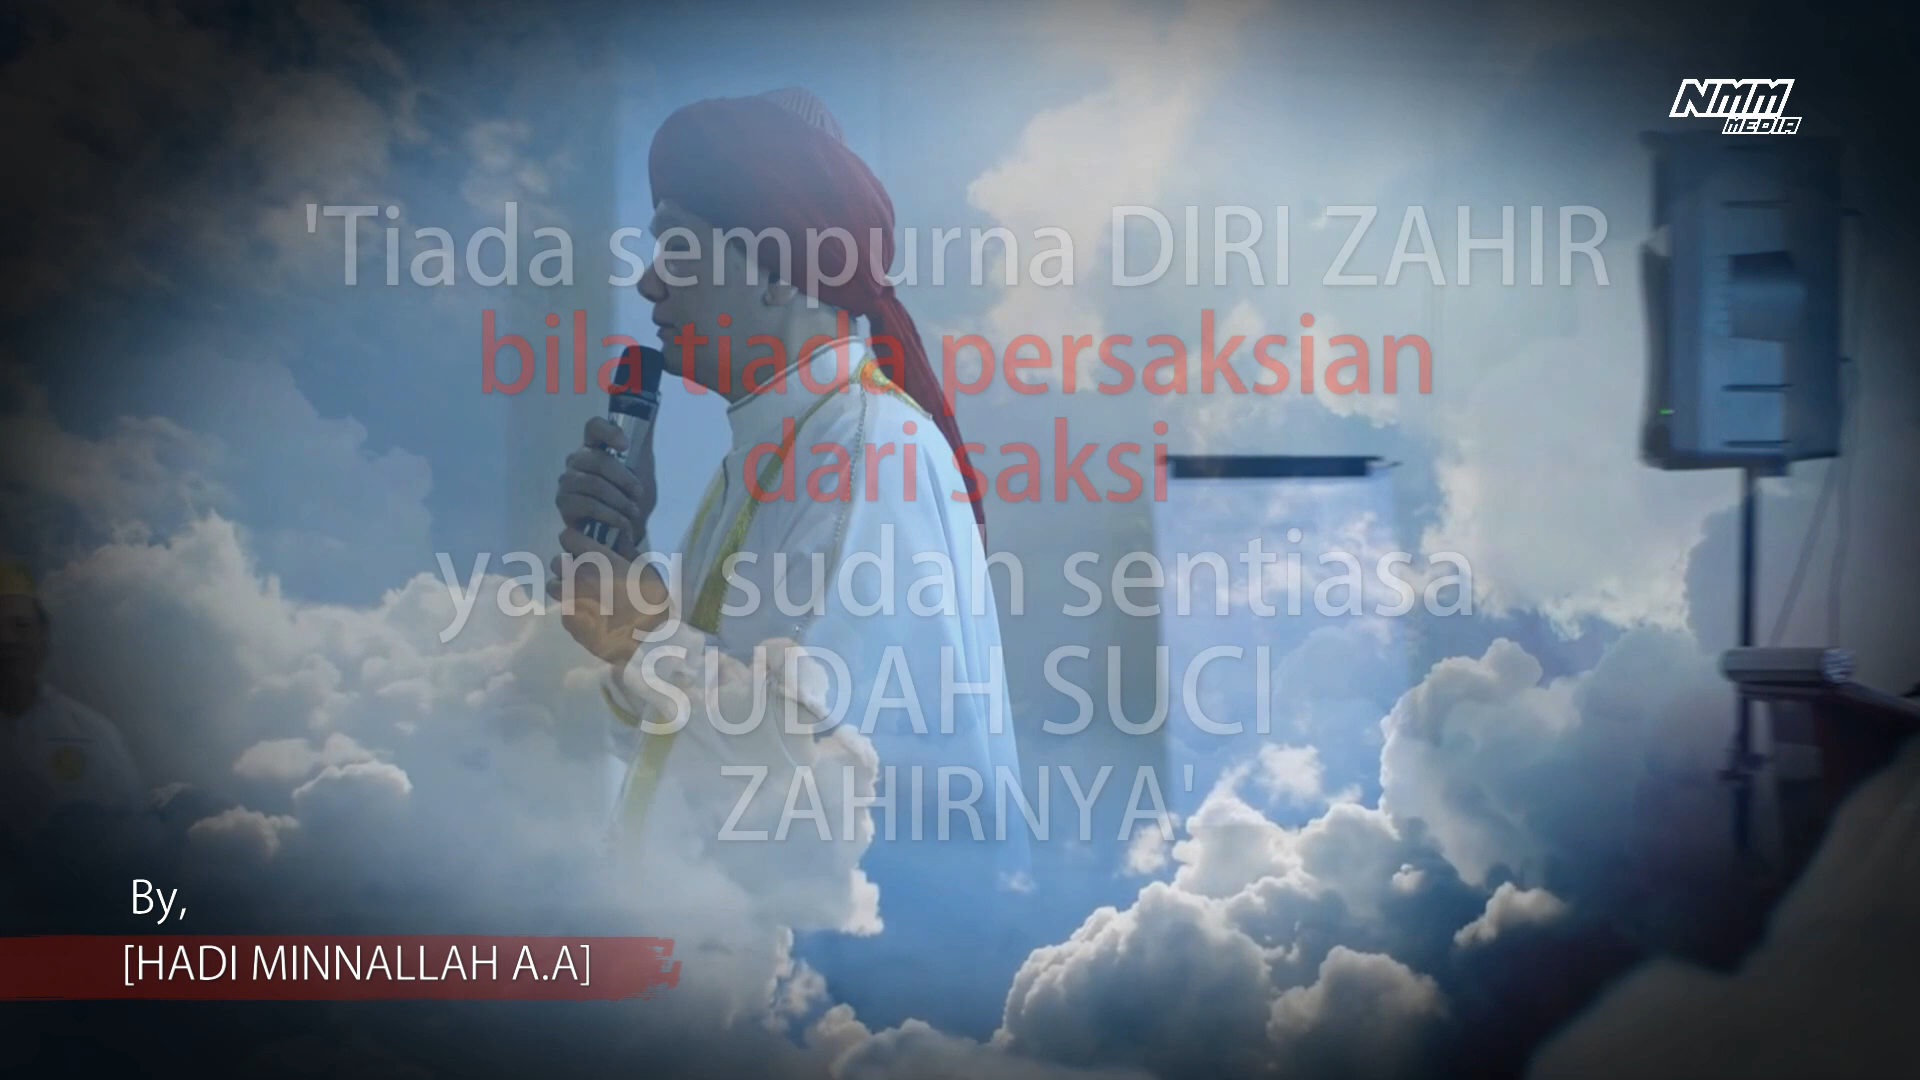 NMM
MEDIA
'Tiada sempurna DIRI ZAHIR
bila tiada persaksian
dari saksi
yang sudah sentiasa
SUDAH SUCI
ZAHIRNYA'
By,
[HADI MINNALLAH A.A]